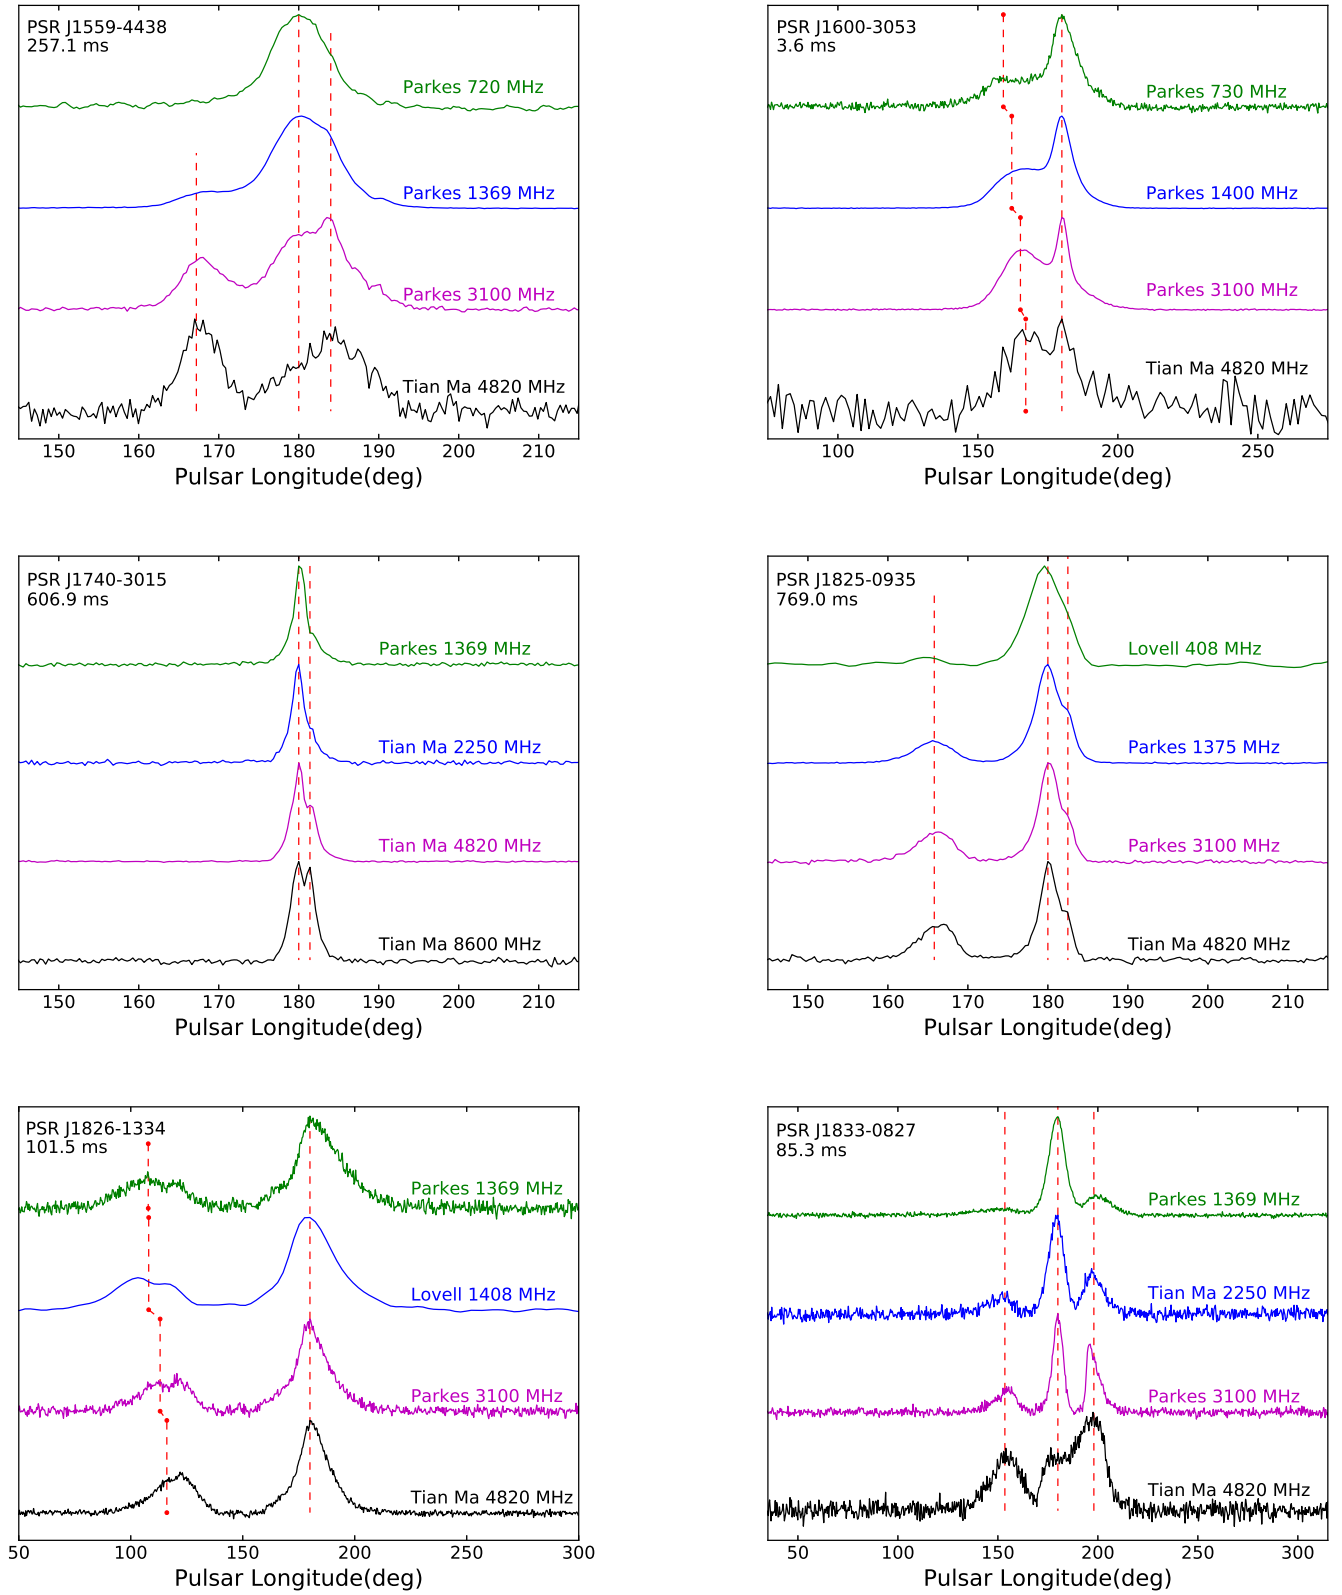 PSR J1559-4438
257.1 ms
Parkes 720 MHz
Parkes 1369 MHz
Parkes 3100 MHz
Tian Ma 4820 MHz
150 160 170 180 190 200 210
Pulsar Longitude(deg)
PSR J1600-3053
3.6 ms
Parkes 730 MHz
Parkes 1400 MHz
Parkes 3100 MHz
Tian Ma 4820 MHz
100 150 200 250
Pulsar Longitude(deg)
PSR J1740-3015
606.9 ms
Parkes 1369 MHz
Tian Ma 2250 MHz
Tian Ma 4820 MHz
Tian Ma 8600 MHz
150 160 170 180 190 200 210
Pulsar Longitude(deg)
PSR J1825-0935
769.0 ms
Lovell 408 MHz
Parkes 1375 MHz
Parkes 3100 MHz
Tian Ma 4820 MHz
150 160 170 180 190 200 210
Pulsar Longitude(deg)
PSR J1826-1334
101.5 ms
Parkes 1369 MHz
Lovell 1408 MHz
Parkes 3100 MHz
Tian Ma 4820 MHz
50 100 150 200 250 300
Pulsar Longitude(deg)
PSR J1833-0827
85.3 ms
Parkes 1369 MHz
Tian Ma 2250 MHz
Parkes 3100 MHz
Tian Ma 4820 MHz
50 100 150 200 250 300
Pulsar Longitude(deg)